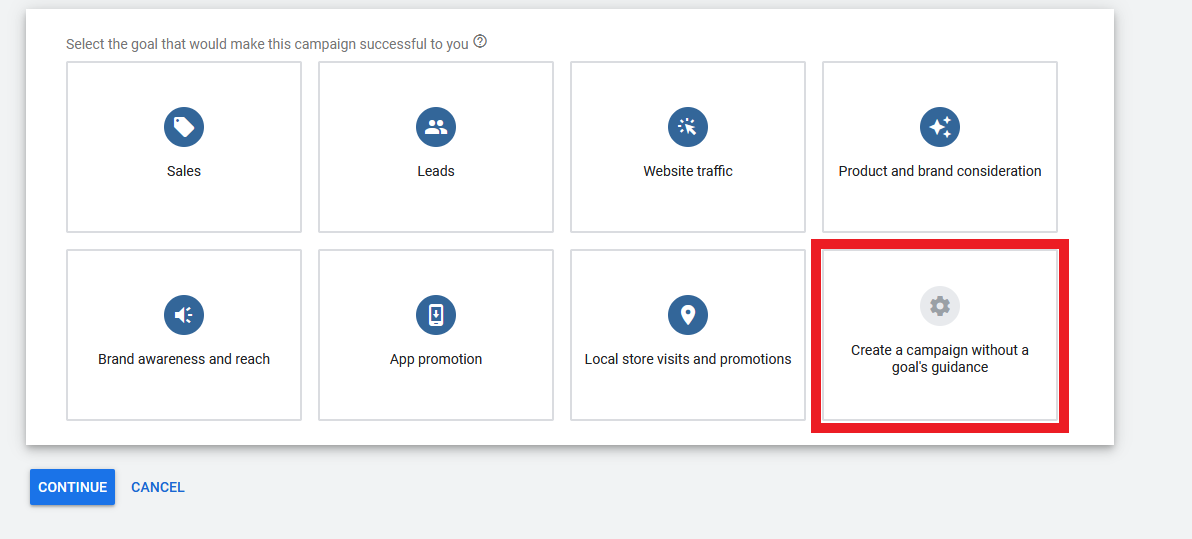 Select the goal that would make this campaign successful to you
Sales
Leads
Website traffic
Product and brand consideration
Brand awareness and reach
App promotion
Local store visits and promotions
Create a campaign without a
goal's guidance
CONTINUE
CANCEL